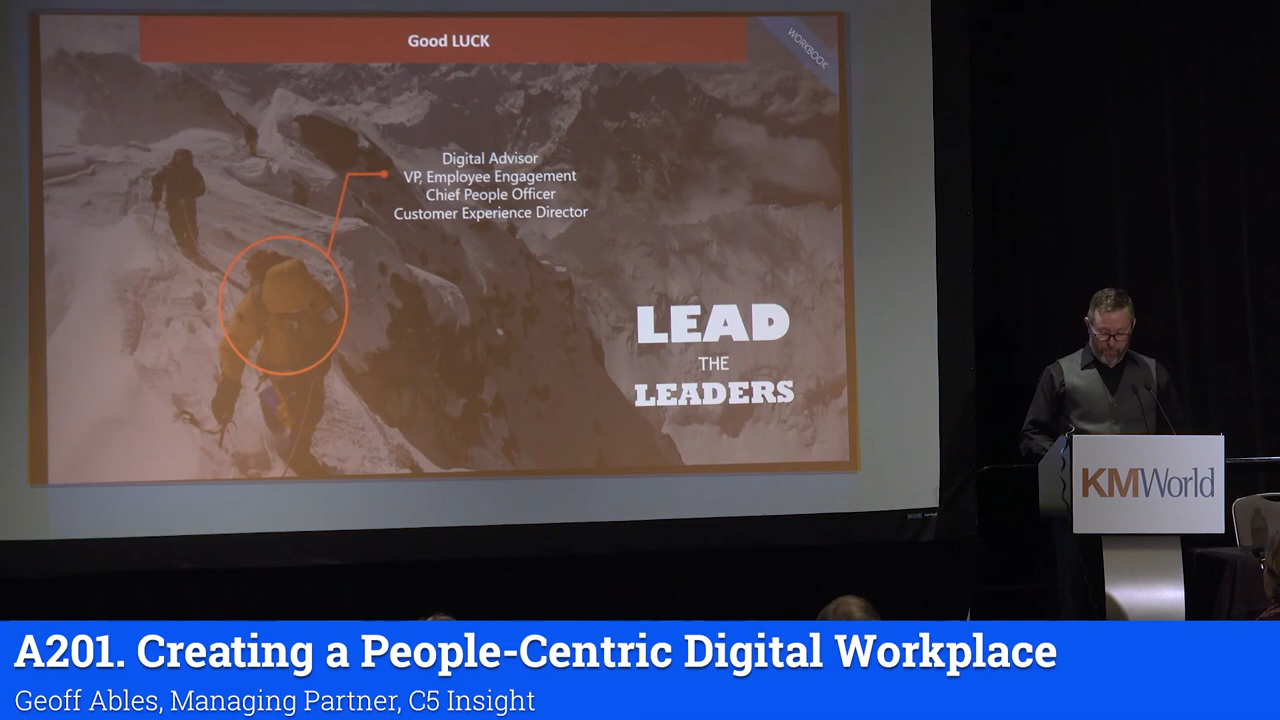 Good LUCK
WORKBOOK
Digital Advisor
VP, Employee Engagement
Chief People Officer
Customer Experience Director
LEAD
THE
LEADERS
KMWorld
A201. Creating a People-Centric Digital Workplace
Geoff Ables, Managing Partner, C5 Insight